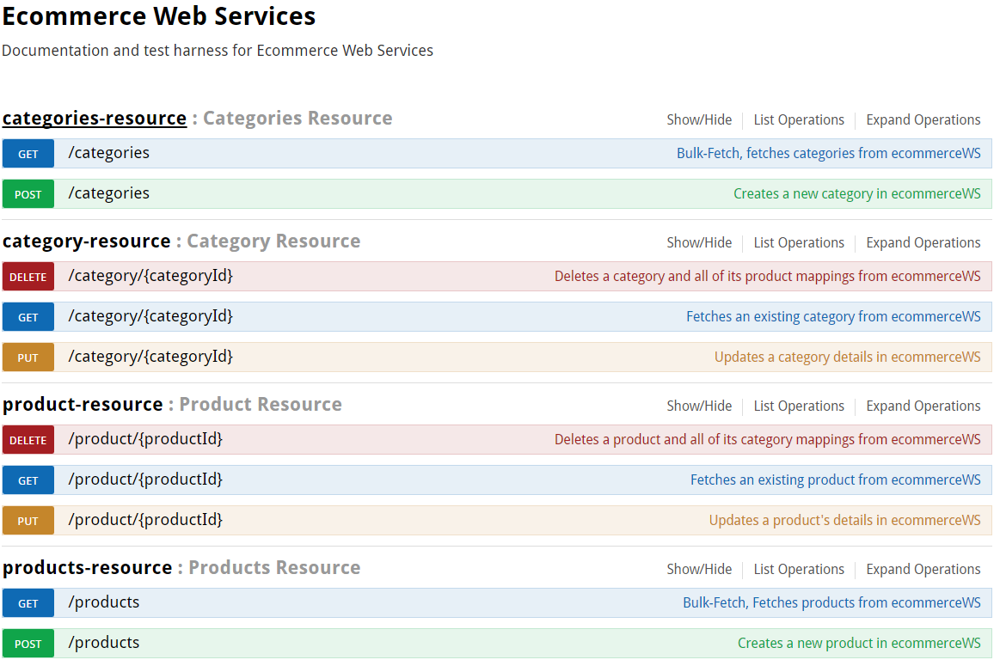 Ecommerce Web Services
Documentation and test harness for Ecommerce Web Services
categories-resource : Categories Resource Show/Hide List Operations Expand Operations
GET /categories Bulk-Fetch, fetches categories from ecommerceWS
POST /categories Creates a new category in ecommerceWS
category-resource : Category Resource Show/Hide List Operations Expand Operations
DELETE /category/{categoryId} Deletes a category and all of its product mappings from ecommerceWS
GET /category/{categoryId} Fetches an existing category from ecommerceWS
PUT /category/{categoryId} Updates a category details in ecommerceWS
product-resource : Product Resource Show/Hide List Operations Expand Operations
DELETE /product/{productId} Deletes a product and all of its category mappings from ecommerceWS
GET /product/{productId} Fetches an existing product from ecommerceWS
PUT /product/{productId} Updates a product's details in ecommerceWS
products-resource : Products Resource Show/Hide List Operations Expand Operations
GET /products Bulk-Fetch, Fetches products from ecommerceWS
POST /products Creates a new product in ecommerceWS